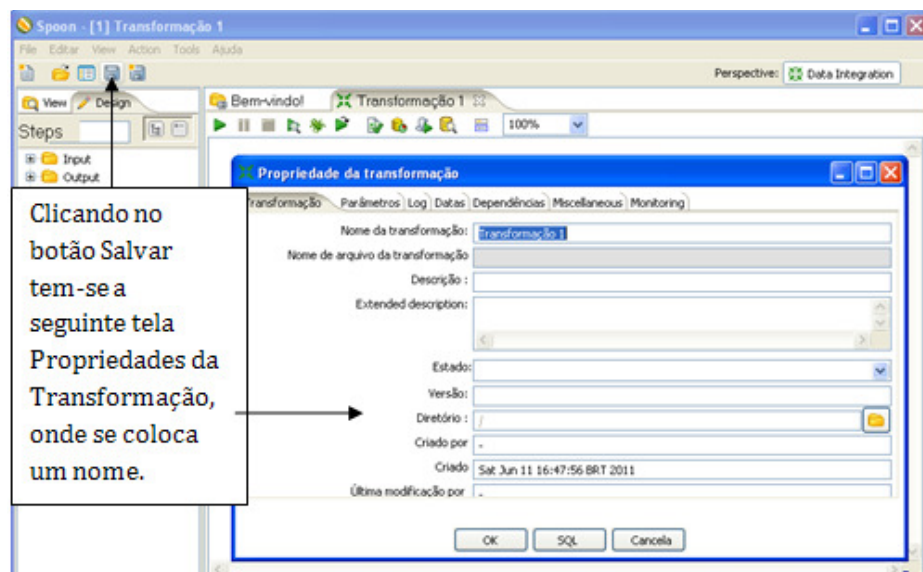 Spoon - [1] Transformação 1
File Editar View Action Tools Ajuda
Perspective: Data Integration
View Design
Bem-vindo! Transformação 1
Steps
100%
Input
Output
Propriedade da transformação
Transformação Parâmetros Log Datas Dependências Miscellaneous Monitoring
Nome da transformação: Transformação 1
Nome de arquivo da transformação
Descrição :
Extended description:
Estado:
Versão:
Diretório : /
Criado por -
Criado Sat Jun 11 16:47:56 BRT 2011
Última modificação por -
OK SQL Cancela
Clicando no
botão Salvar
tem-se a
seguinte tela
Propriedades da
Transformação,
onde se coloca
um nome.